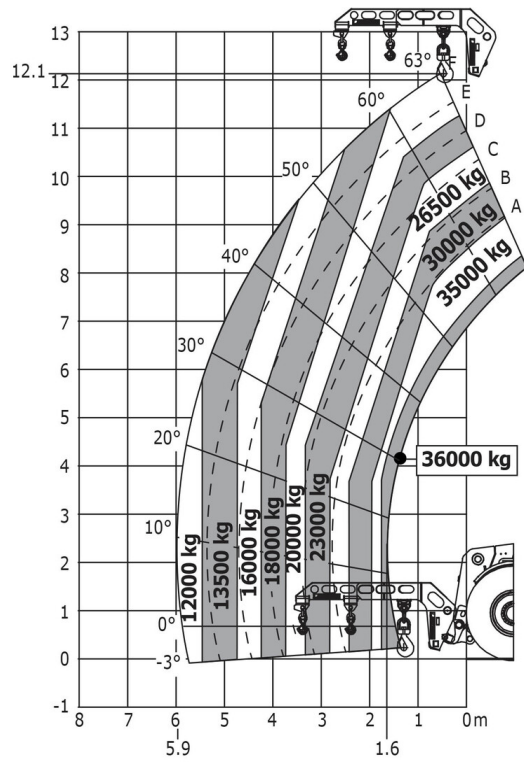 13
12.1
12
11
10
9
8
7
6
5
4
3
2
1
0
-1
63° F
E
D
C
B
A
60°
50°
40°
30°
20°
10°
0°
-3°
26500 kg
30000 kg
35000 kg
36000 kg
12000 kg
13500 kg
16000 kg
18000 kg
20000 kg
23000 kg
8 7 6 5 4 3 2 1 0m
5.9 1.6